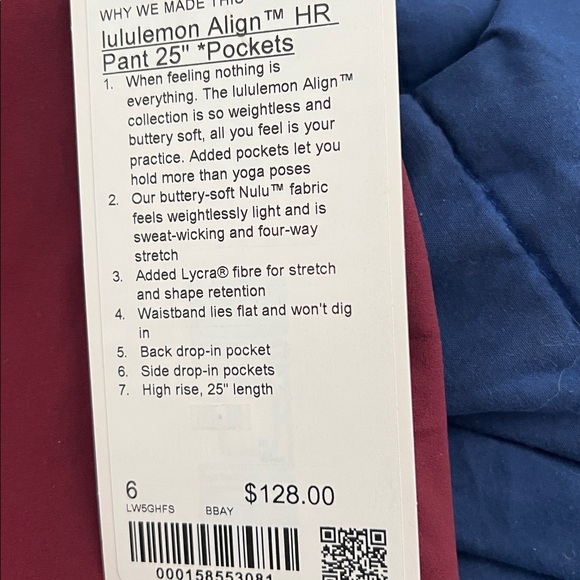 WHY WE MADE THIS
lululemon Align™ HR
Pant 25" *Pockets
1. When feeling nothing is
everything. The lululemon Align™
collection is so weightless and
buttery soft, all you feel is your
practice. Added pockets let you
hold more than yoga poses
2. Our buttery-soft Nulu™ fabric
feels weightlessly light and is
sweat-wicking and four-way
stretch
3. Added Lycra® fibre for stretch
and shape retention
4. Waistband lies flat and won't dig
in
5. Back drop-in pocket
6. Side drop-in pockets
7. High rise, 25" length
6 $128.00
LW5GHFS BBAY
000158553081